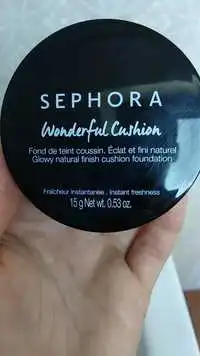 SEPHORA
Wonderful Cushion
Fond de teint coussin. Éclat et fini naturel
Glowy natural finish cushion foundation
Fraîcheur instantanée . Instant freshness
15 g Net wt. 0.53 oz.